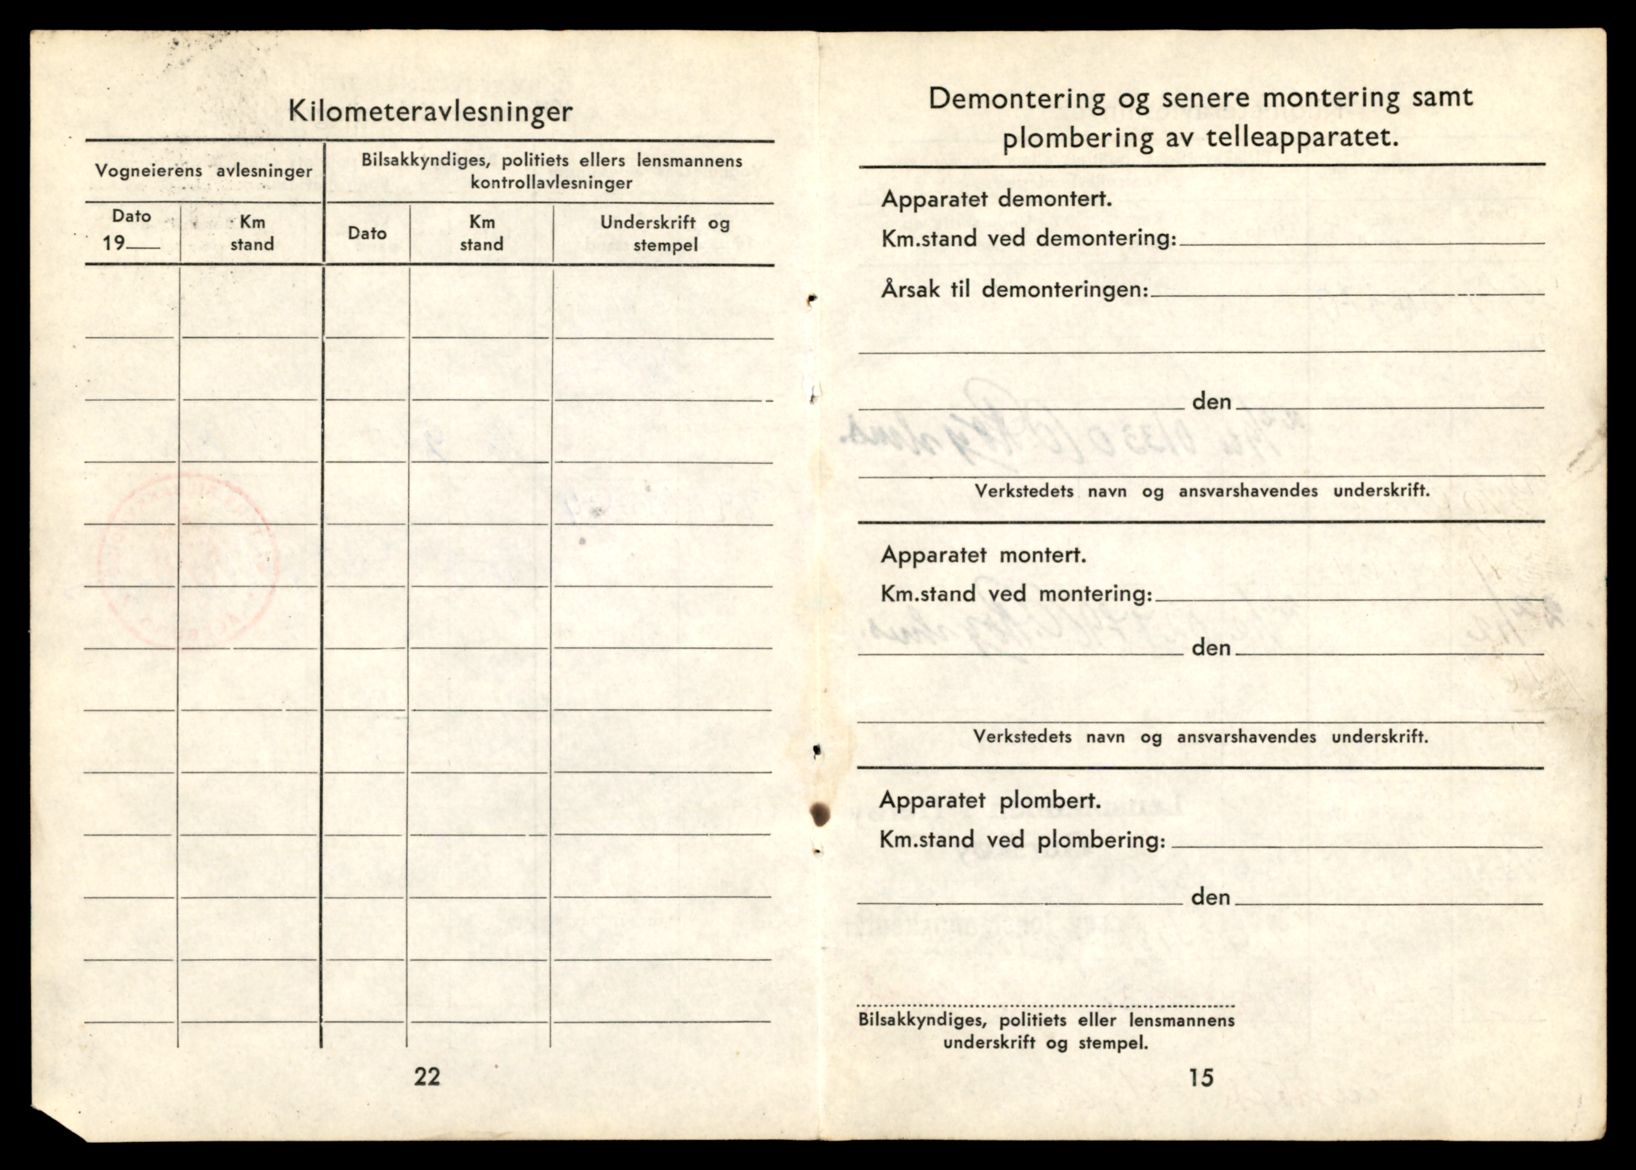 Kilometeravlesninger
Vogneierens avlesninger
Bilsakkyndiges, politiets ellers lensmannens
kontrollavlesninger
Dato
19
Km
stand
Dato
Km
stand
Underskrift og
stempel
22
Demontering og senere montering samt
plombering av telleapparatet.
Apparatet demontert.
Km.stand ved demontering:
Årsak til demonteringen:
den
Verkstedets navn og ansvarshavendes underskrift.
Apparatet montert.
Km.stand ved montering:
den
Verkstedets navn og ansvarshavendes underskrift.
Apparatet plombert.
Km.stand ved plombering:
den
Bilsakkyndiges, politiets eller lensmannens
underskrift og stempel.
15